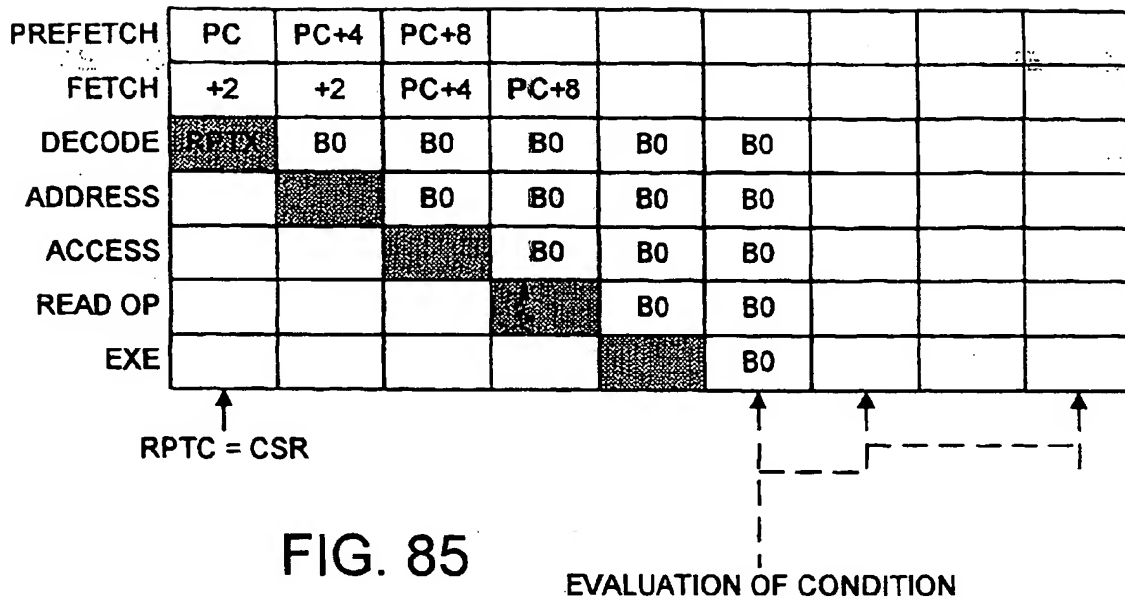 PREFETCH PC PC+4 PC+8
FETCH +2 +2 PC+4 PC+8
DECODE RPTX B0 B0 B0 B0 B0
ADDRESS B0 B0 B0 B0
ACCESS B0 B0 B0
READ OP B0 B0
EXE B0
RPTC = CSR
FIG. 85
EVALUATION OF CONDITION